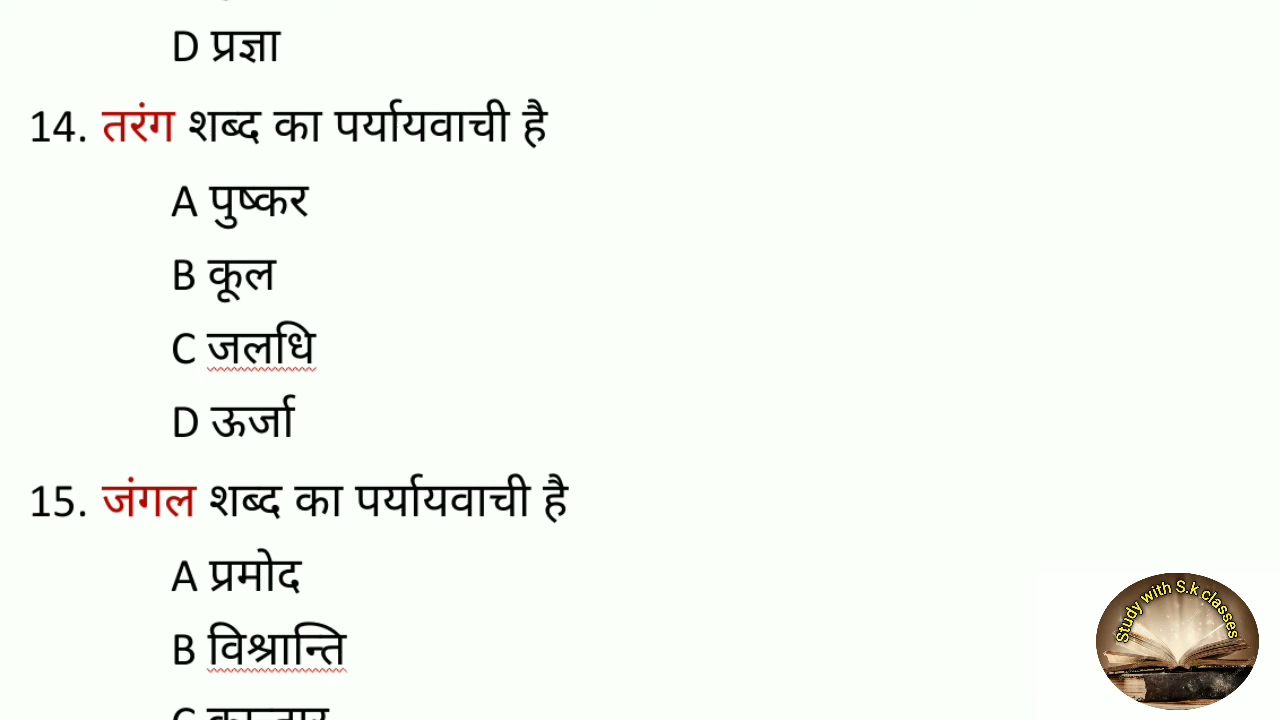 D प्रज्ञा
14. तरंग शब्द का पर्यायवाची है
A पुष्कर
B कूल
C जलधि
D ऊर्जा
15. जंगल शब्द का पर्यायवाची है
A प्रमोद
B विश्रान्ति
C
Study with S.k classes